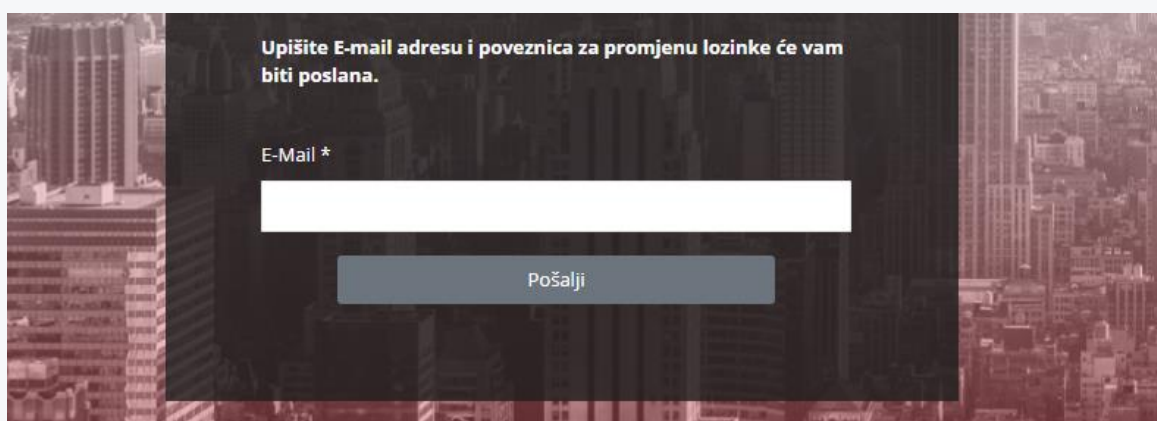 Upišite E-mail adresu i poveznica za promjenu lozinke će vam
biti poslana.
E-Mail *
Pošalji